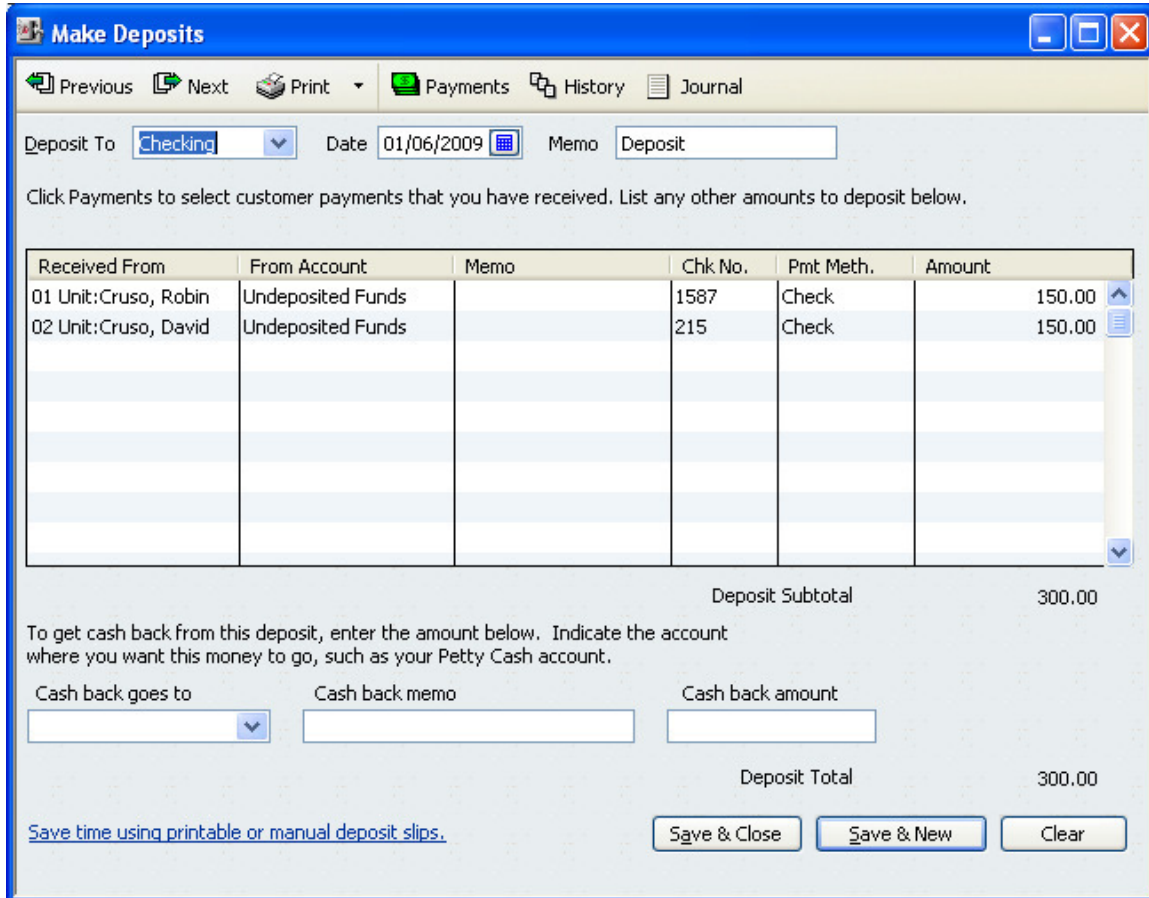 Make Deposits
Previous Next Print Payments History Journal
Deposit To Checking Date 01/06/2009 Memo Deposit
Click Payments to select customer payments that you have received. List any other amounts to deposit below.
Received From From Account Memo Chk No. Pmt Meth. Amount
01 Unit:Cruso, Robin Undeposited Funds 1587 Check 150.00
02 Unit:Cruso, David Undeposited Funds 215 Check 150.00
Deposit Subtotal 300.00
To get cash back from this deposit, enter the amount below. Indicate the account
where you want this money to go, such as your Petty Cash account.
Cash back goes to Cash back memo Cash back amount
Deposit Total 300.00
Save time using printable or manual deposit slips. Save & Close Save & New Clear